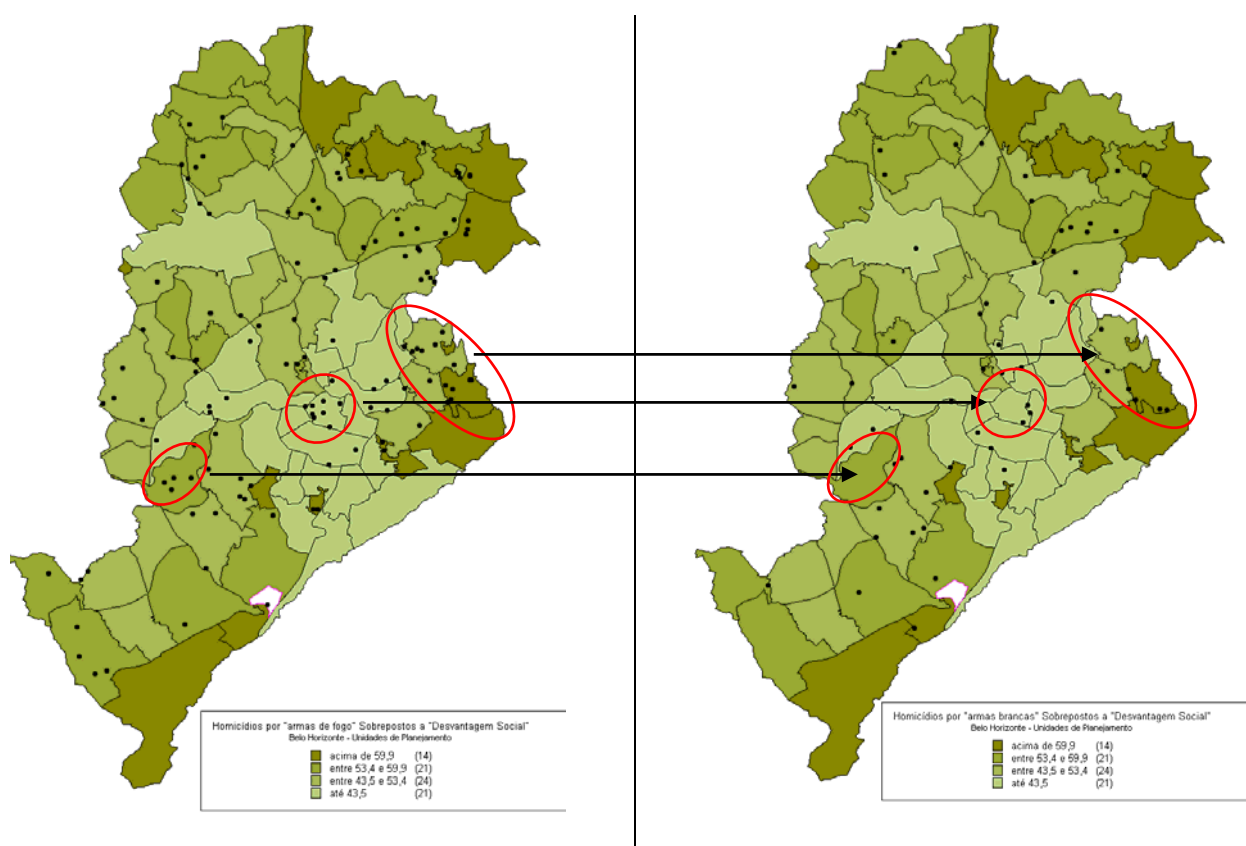 Homicídios por "armas de fogo" Sobrepostos a "Desvantagem Social"
Belo Horizonte - Unidades de Planejamento
acima de 59,9 (14)
entre 53,4 e 59,9 (21)
entre 43,5 e 53,4 (24)
até 43,5 (21)
Homicídios por "armas brancas" Sobrepostos a "Desvantagem Social"
Belo Horizonte - Unidades de Planejamento
acima de 59,9 (14)
entre 53,4 e 59,9 (21)
entre 43,5 e 53,4 (24)
até 43,5 (21)